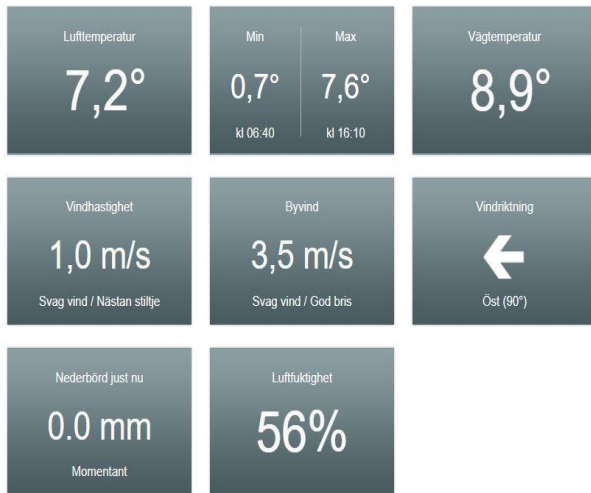 Lufttemperatur
7,2°
Min Max
0,7° 7,6°
kl 06:40 kl 16:10
Vägtemperatur
8,9°
Vindhastighet
1,0 m/s
Svag vind / Nästan stiltje
Byvind
3,5 m/s
Svag vind / God bris
Vindriktning
Öst (90°)
Nederbörd just nu
0.0 mm
Momentant
Luftfuktighet
56%